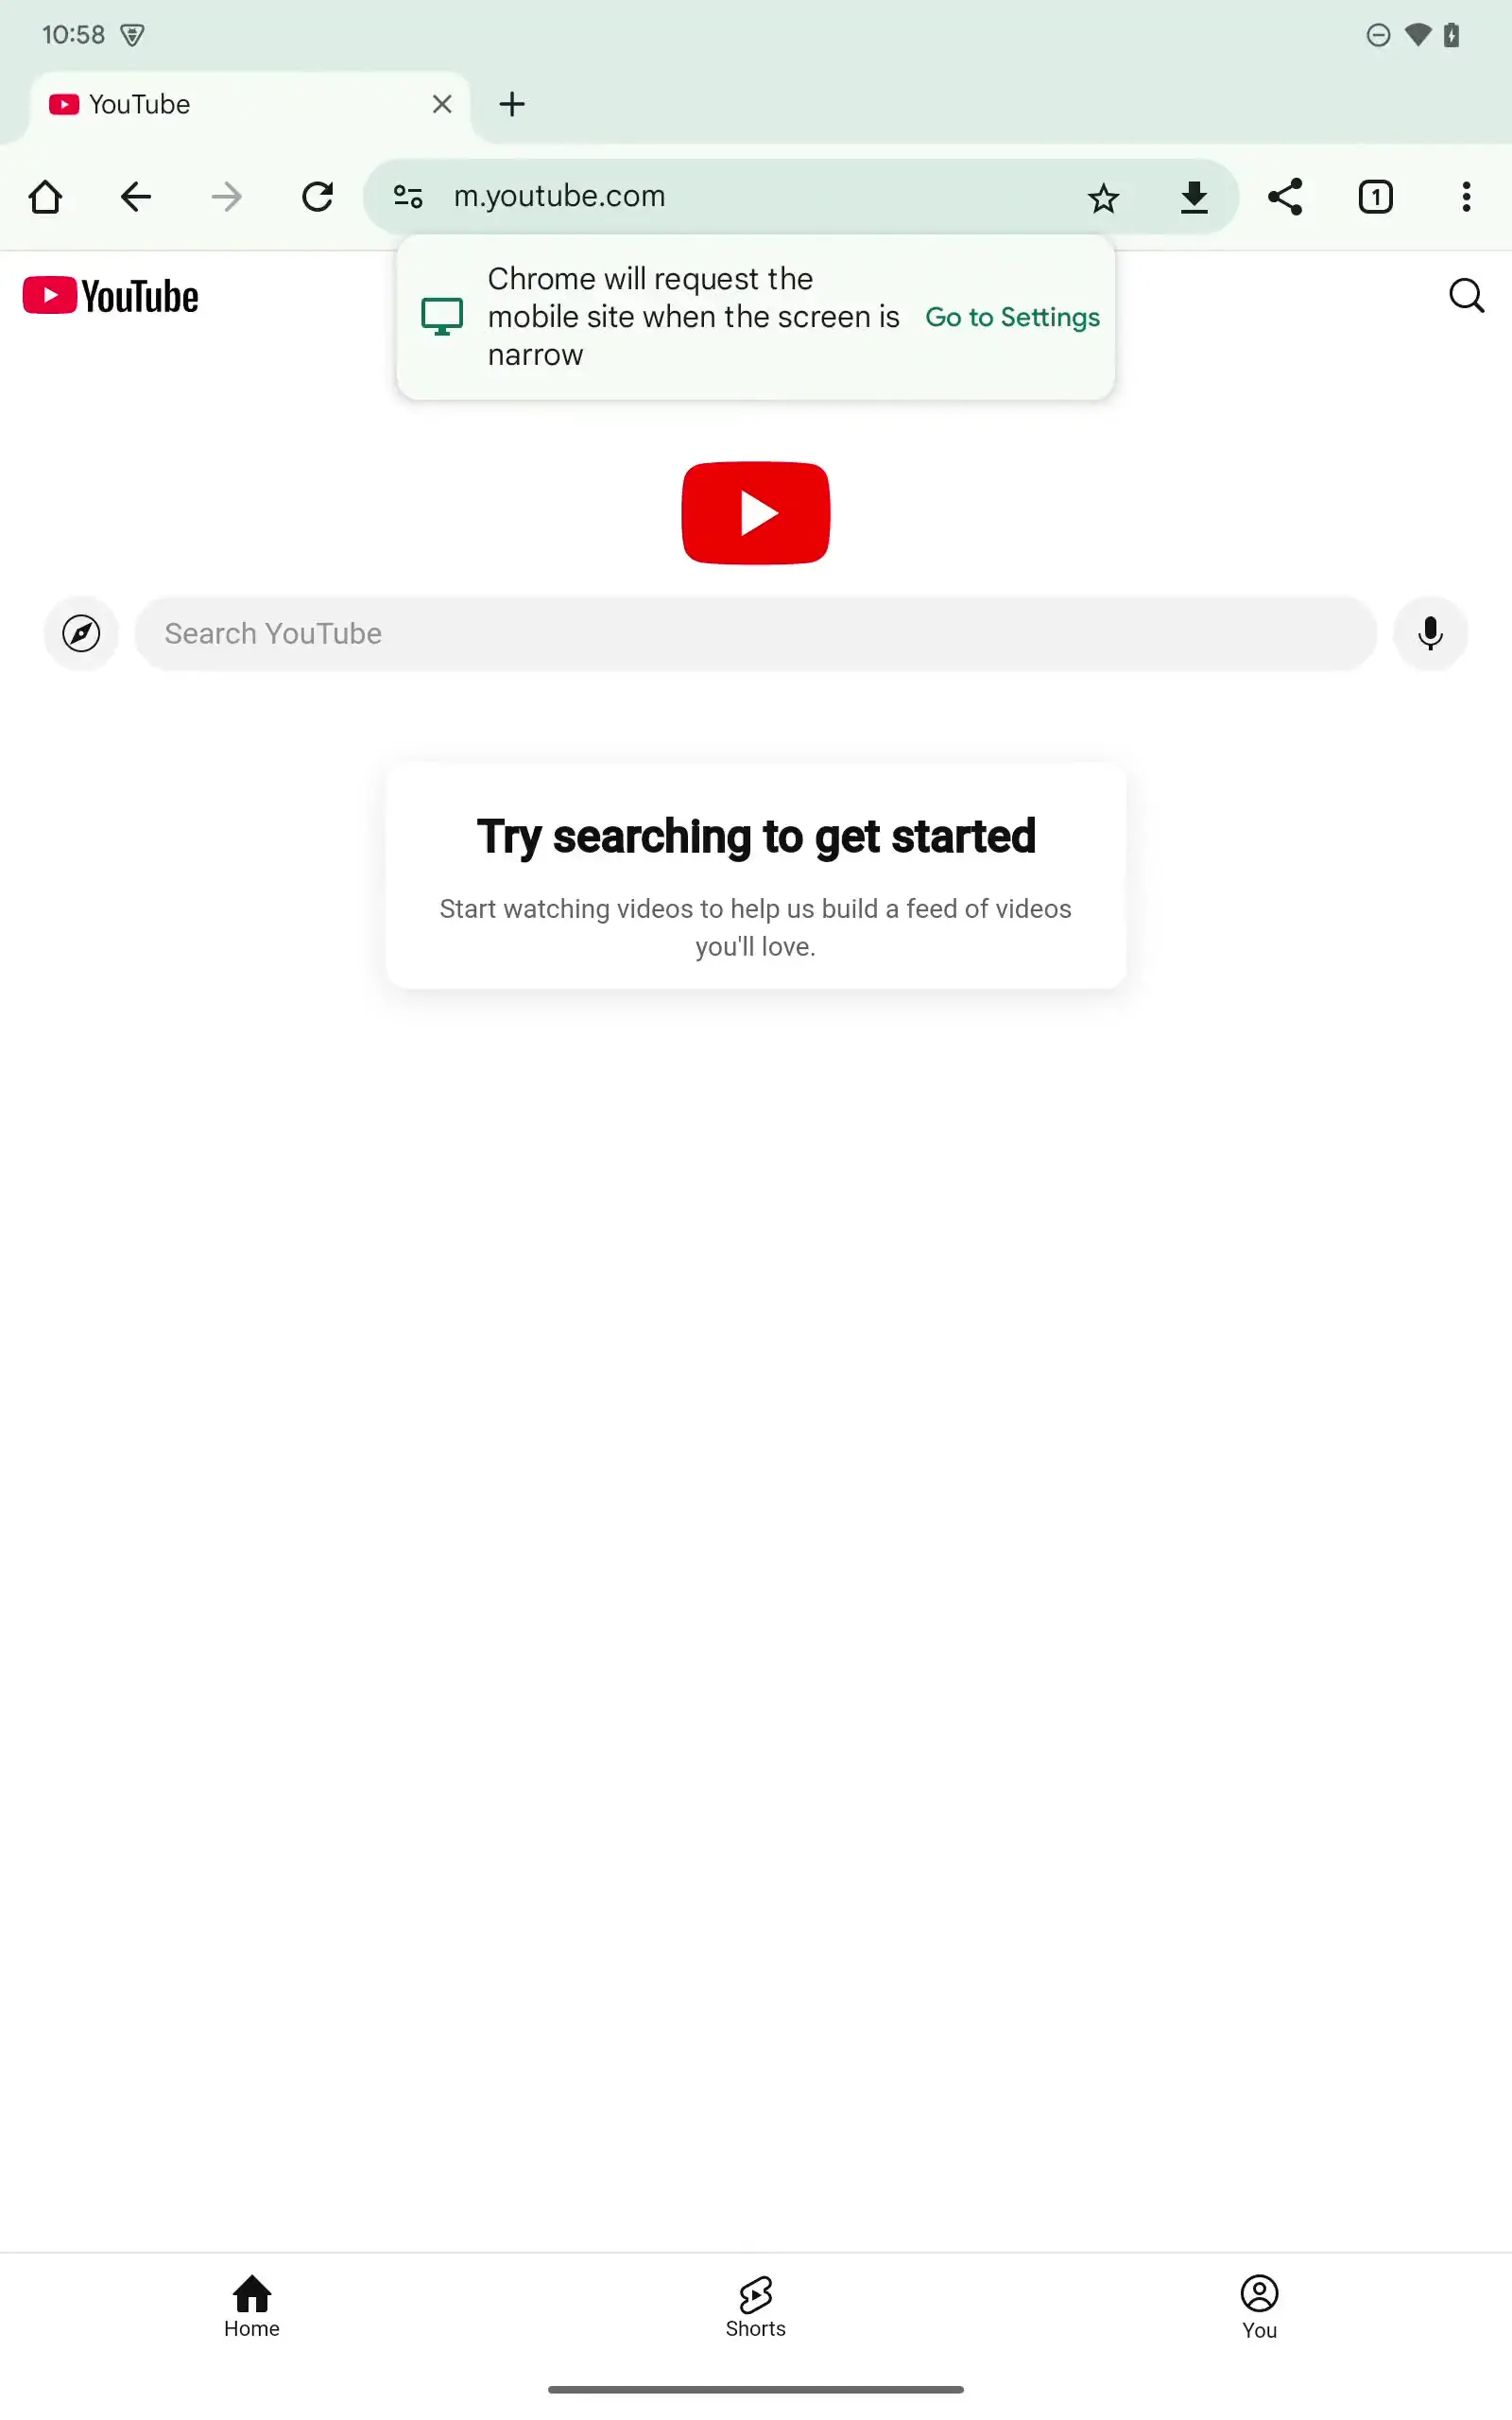 10:58
YouTube
m.youtube.com
1
YouTube
Chrome will request the
mobile site when the screen is
narrow
Go to Settings
Search YouTube
Try searching to get started
Start watching videos to help us build a feed of videos
you'll love.
Home
Shorts
You